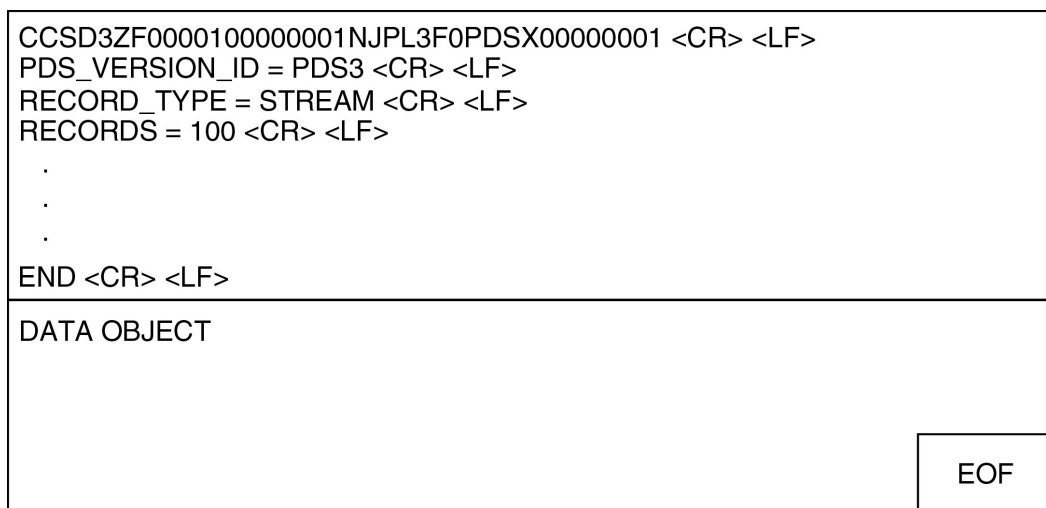 CCSD3ZF0000100000001NJPL3F0PDSX00000001 <CR> <LF>
PDS_VERSION_ID = PDS3 <CR> <LF>
RECORD_TYPE = STREAM <CR> <LF>
RECORDS = 100 <CR> <LF>
.
.
.
END <CR> <LF>
DATA OBJECT
EOF